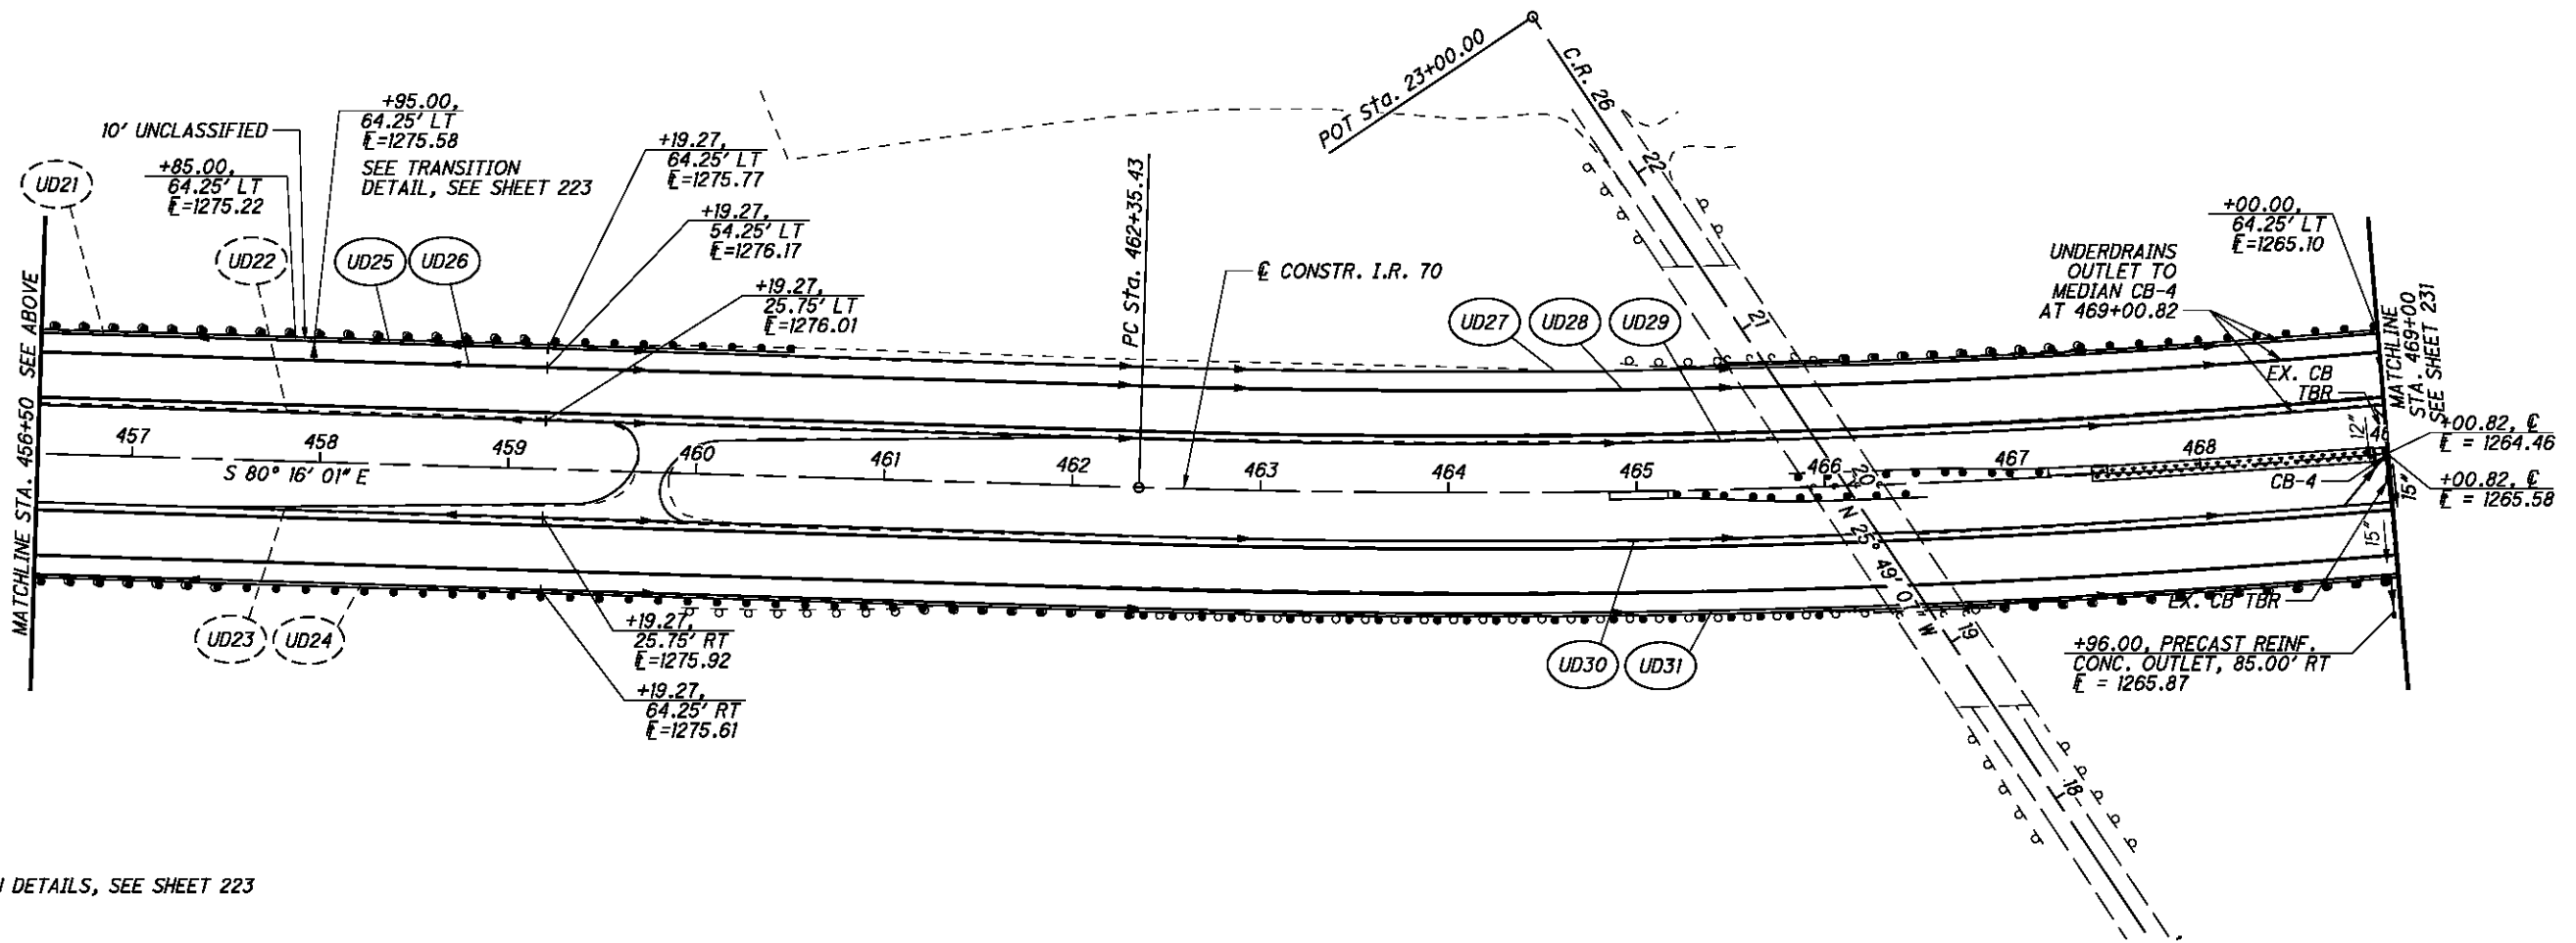 POT Sta. 23+00.00
C.R. 26
22
21
20
N 25° 49' 07" W
19
18
10' UNCLASSIFIED
+95.00,
64.25' LT
℄=1275.58
SEE TRANSITION
DETAIL, SEE SHEET 223
+85.00,
64.25' LT
℄=1275.22
UD21
UD22
UD25
UD26
+19.27,
64.25' LT
℄=1275.77
+19.27,
54.25' LT
℄=1276.17
+19.27,
25.75' LT
℄=1276.01
PC Sta. 462+35.43
℄ CONSTR. I.R. 70
UD27
UD28
UD29
UNDERDRAINS
OUTLET TO
MEDIAN CB-4
AT 469+00.82
+00.00,
64.25' LT
℄=1265.10
MATCHLINE
STA. 469+00
SEE SHEET 231
EX. CB
TBR
12"
+00.82, ℄
℄ = 1264.46
+00.82, ℄
℄ = 1265.58
CB-4
15"
15"
MATCHLINE STA. 456+50 SEE ABOVE
457
458
459
460
461
462
463
464
465
466
467
468
S 80° 16' 01" E
UD23
UD24
+19.27,
25.75' RT
℄=1275.92
+19.27,
64.25' RT
℄=1275.61
UD30
UD31
EX. CB TBR
+96.00, PRECAST REINF.
CONC. OUTLET, 85.00' RT
℄ = 1265.87
DETAILS, SEE SHEET 223